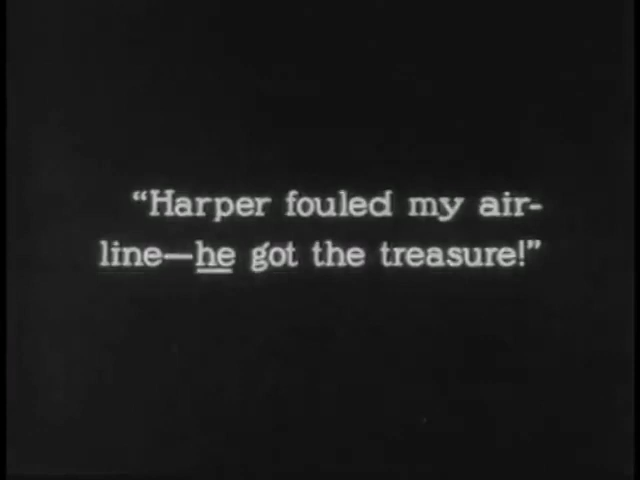 “Harper fouled my air-
line—he got the treasure!”